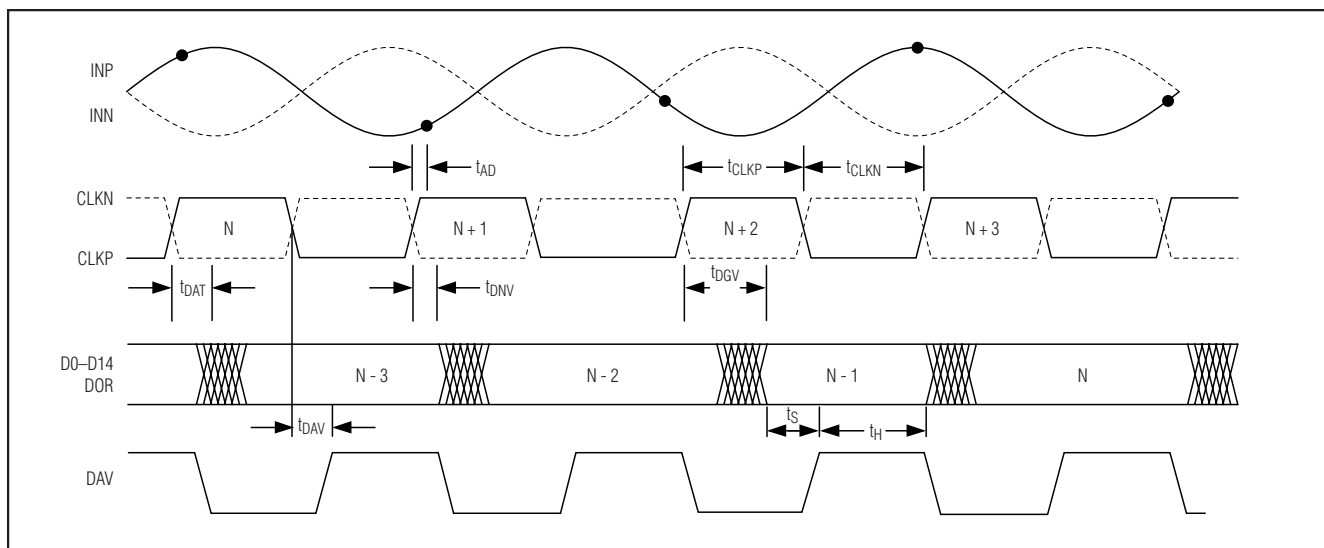 INP
INN
tAD
tCLKP
tCLKN
CLKN
N
N + 1
N + 2
N + 3
CLKP
tDAT
tDNV
tDGV
D0–D14
DOR
N - 3
N - 2
N - 1
N
tDAV
tS
tH
DAV